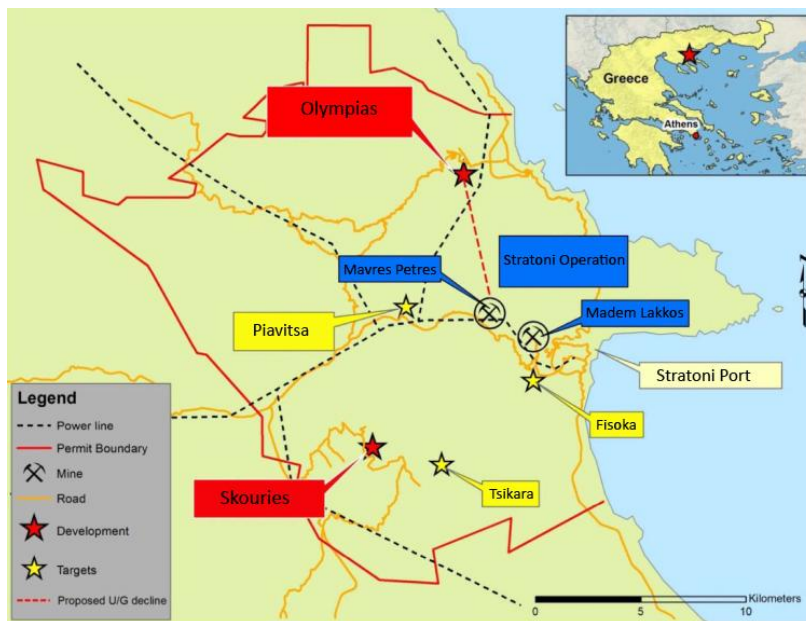 Olympias
Greece
Athens
Mavres Petres
Stratoni Operation
Piavitsa
Madem Lakkos
Stratoni Port
Fisoka
Skouries
Tsikara
Legend
Power line
Permit Boundary
Mine
Road
Development
Targets
Proposed U/G decline
Kilometers
0 5 10